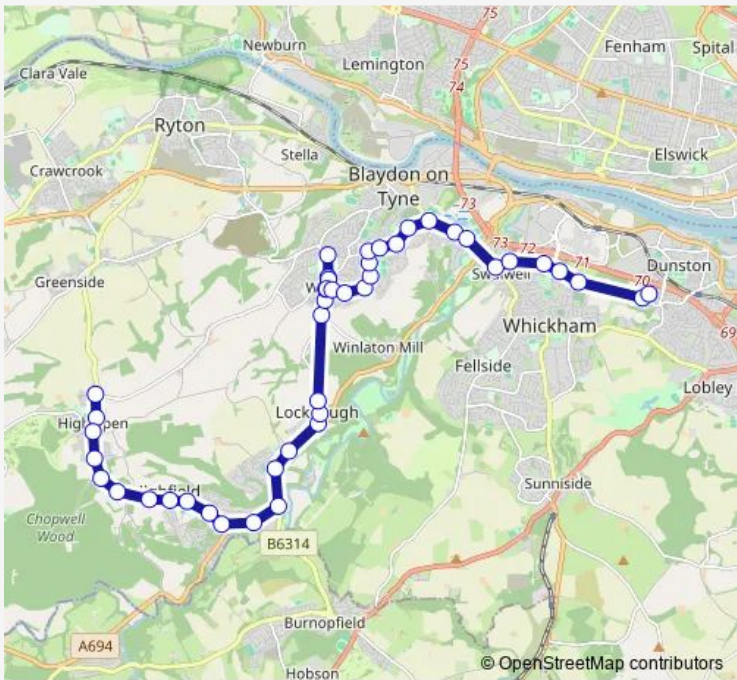 75
Newburn
Fenham
Spital
Lemington
75
74
Clara Vale
Ryton
Elswick
Stella
Crawcrook
Blaydon on
Tyne
73
73
72
71
Dunston
70
Greenside
Whickham
69
Winlaton Mill
Fellside
Lobley
Sunniside
Chopwell
Wood
B6314
Burnopfield
A694
Hobson
© OpenStreetMap contributors